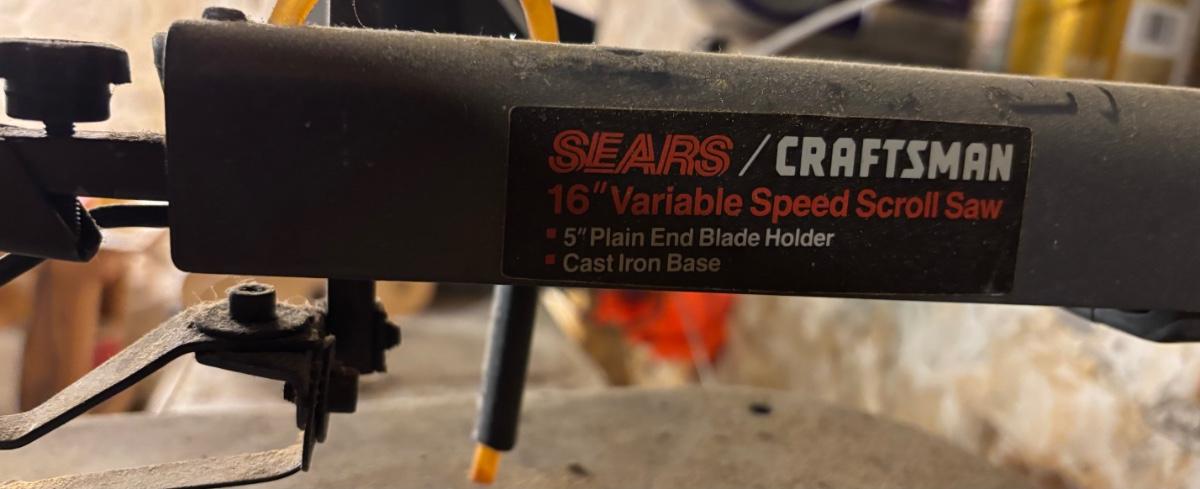 SEARS / CRAFTSMAN
16" Variable Speed Scroll Saw
▪ 5" Plain End Blade Holder
▪ Cast Iron Base